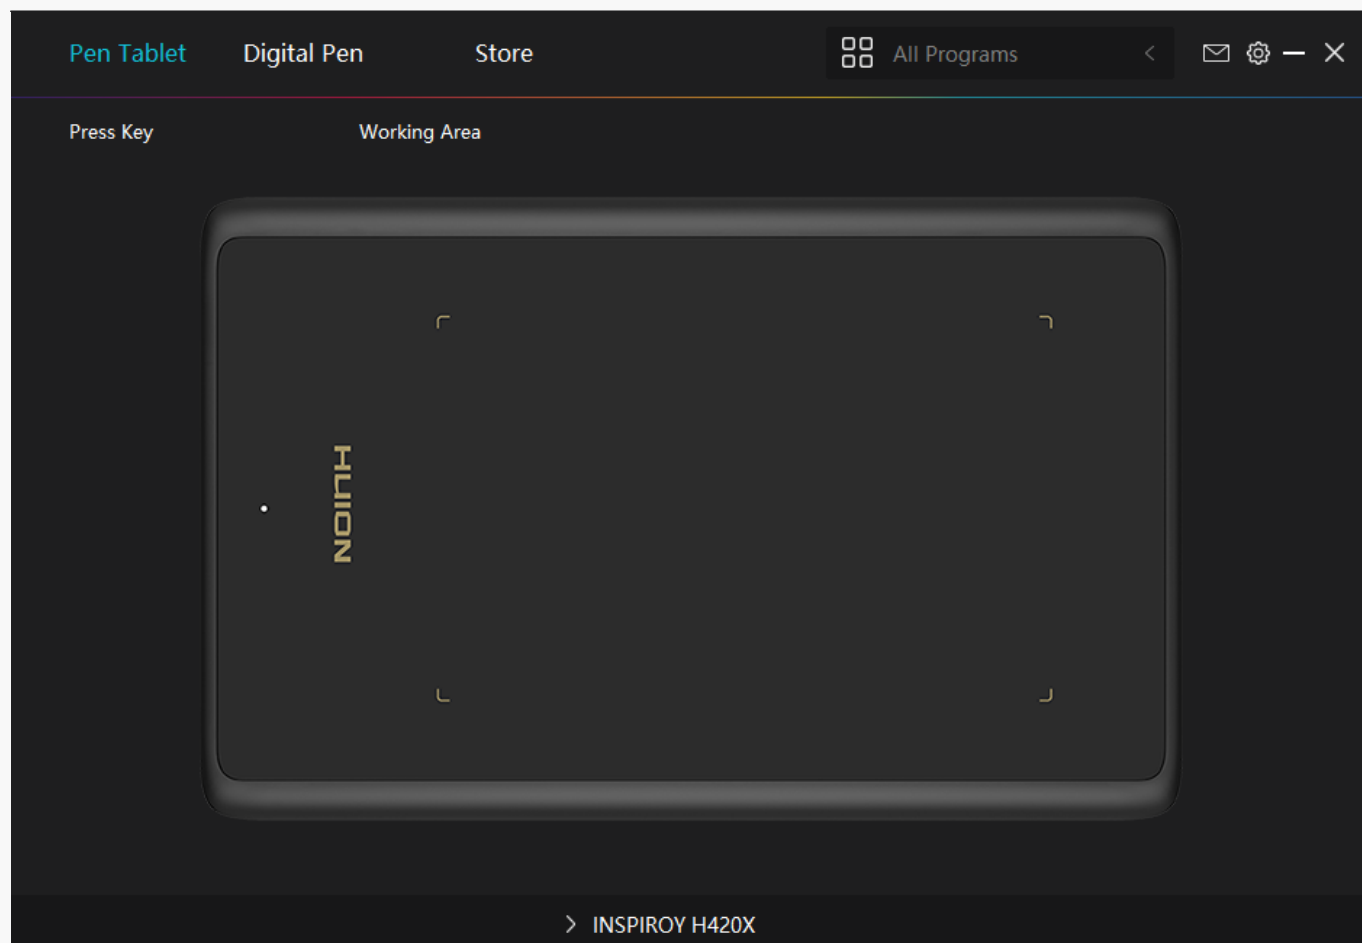 Pen Tablet Digital Pen Store All Programs
Press Key Working Area
HUION
INSPIROY H420X